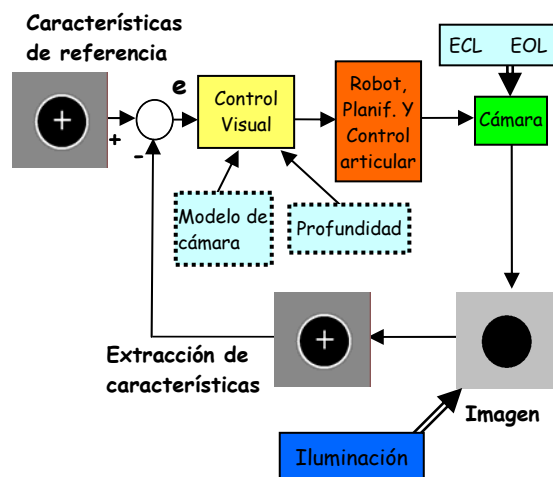 Características
de referencia
ECL EOL
e
Control
Visual
Robot,
Planif. Y
Control
articular
Cámara
+
-
Modelo de
cámara
Profundidad
Extracción de
características
Imagen
Iluminación